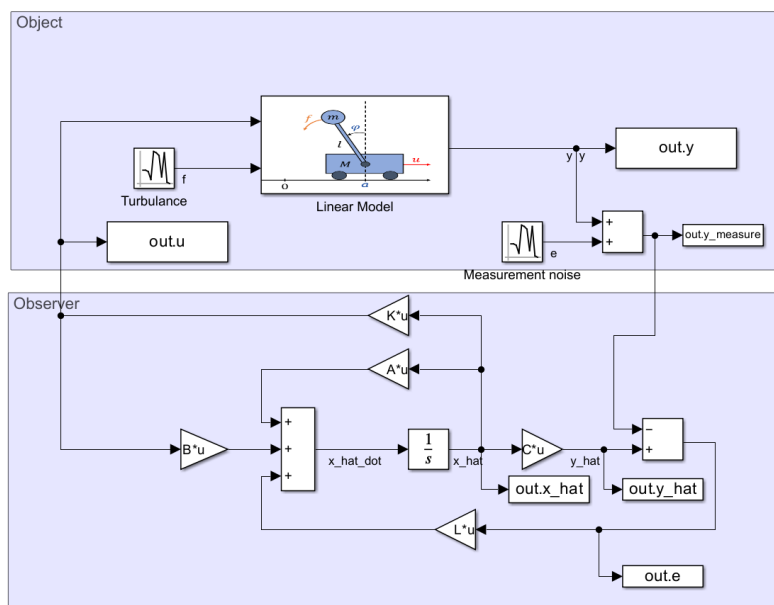 Object
f
m
φ
l
M
u
o
a
Linear Model
f
Turbulance
y y
out.y
out.u
+
+
e
Measurement noise
out.y_measure
Observer
K*u
A*u
B*u
+
+
+
x_hat_dot
1
s
x_hat
C*u
y_hat
−
+
out.x_hat
out.y_hat
L*u
out.e